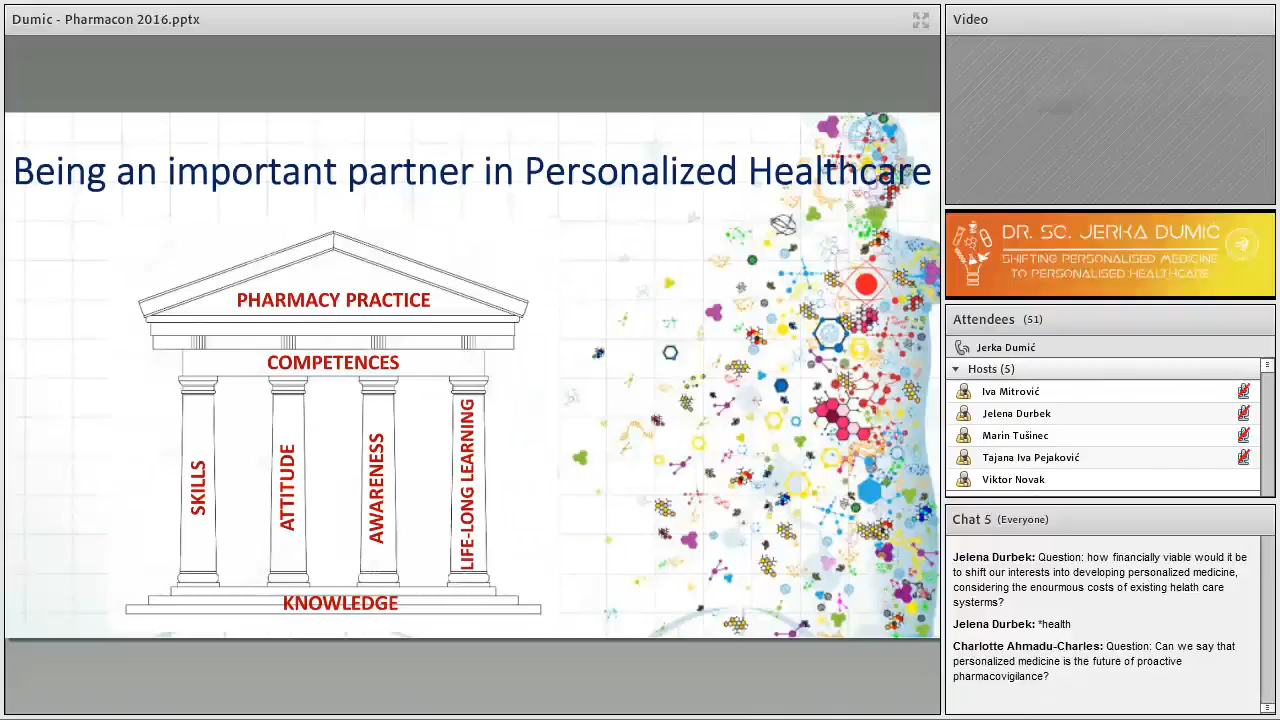 Dumic - Pharmacon 2016.pptx
Being an important partner in Personalized Healthcare
PHARMACY PRACTICE
COMPETENCES
SKILLS
ATTITUDE
AWARENESS
LIFE-LONG LEARNING
KNOWLEDGE
Video
DR. SC. JERKA DUMIC
SHIFTING PERSONALISED MEDICINE
TO PERSONALISED HEALTHCARE
Attendees (51)
Jerka Dumić
Hosts (5)
Iva Mitrović
Jelena Durbek
Marin Tušinec
Tajana Iva Pejaković
Viktor Novak
Chat 5 (Everyone)
Jelena Durbek: Question: how financially viable would it be
to shift our interests into developing personalized medicine,
considering the enourmous costs of existing helath care
systerms?
Jelena Durbek: *health
Charlotte Ahmadu-Charles: Question: Can we say that
personalized medicine is the future of proactive
pharmacovigilance?